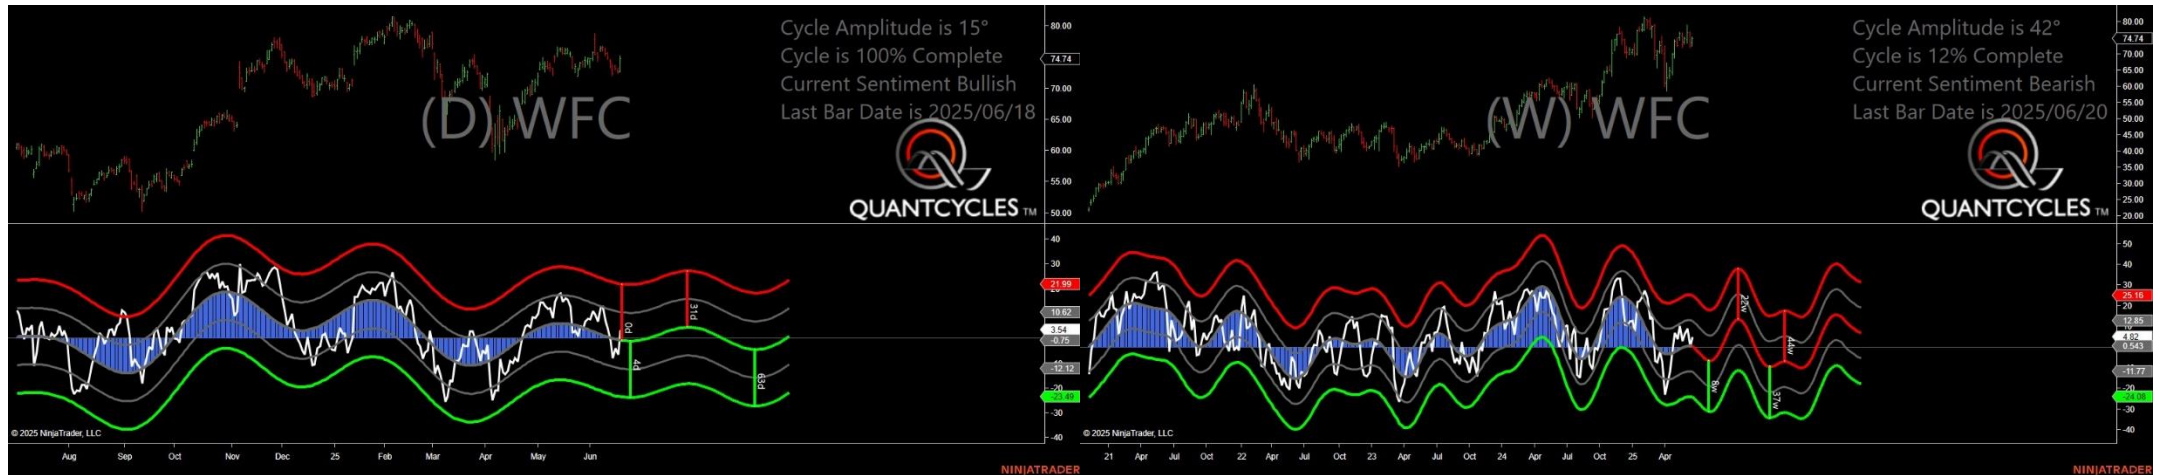 Cycle Amplitude is 15°
Cycle is 100% Complete
Current Sentiment Bullish
Last Bar Date is 2025/06/18
(D) WFC
QUANTCYCLES TM
80.00
74.74
70.00
65.00
60.00
55.00
50.00
40
30
21.99
10.62
3.54
-0.75
-12.12
-20
-23.49
-30
-40
0d
4d
31d
63d
© 2025 NinjaTrader, LLC
Aug Sep Oct Nov Dec 25 Feb Mar Apr May Jun
NINJATRADER
Cycle Amplitude is 42°
Cycle is 12% Complete
Current Sentiment Bearish
Last Bar Date is 2025/06/20
(W) WFC
QUANTCYCLES TM
80.00
74.74
70.00
65.00
60.00
55.00
50.00
45.00
40.00
35.00
30.00
25.00
20.00
50
40
30
25.16
12.85
4.82
0.543
-11.77
-20
-24.08
-30
-40
8w
22w
37w
44w
© 2025 NinjaTrader, LLC
21 Apr Jul Oct 22 Apr Jul Oct 23 Apr Jul Oct 24 Apr Jul Oct 25 Apr
NINJATRADER